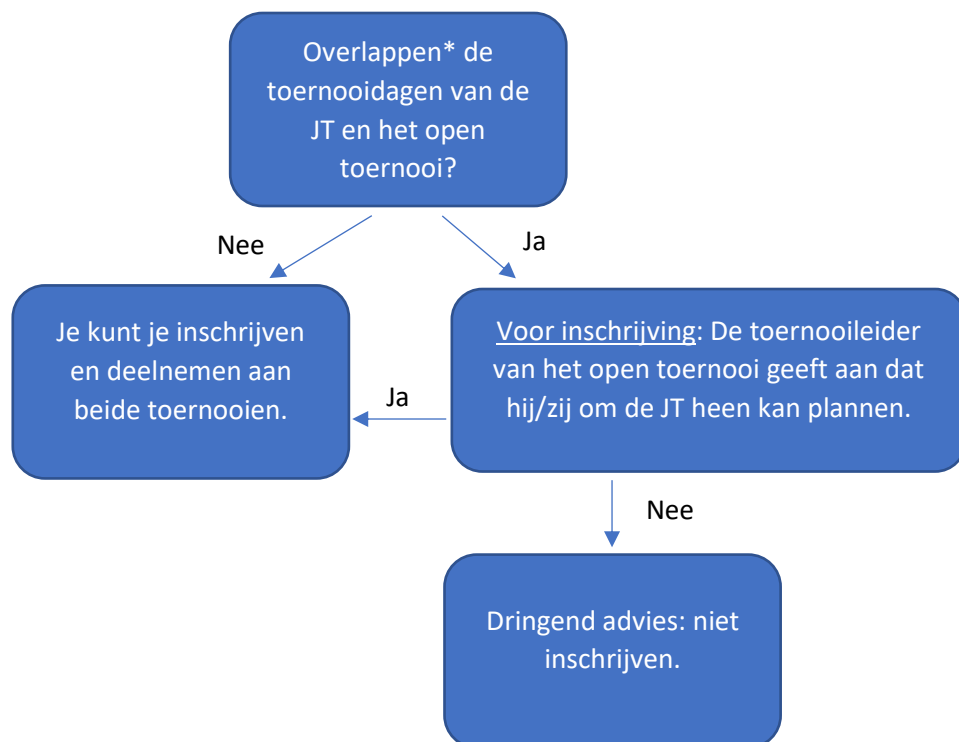 Overlappen* de
toernooidagen van de
JT en het open
toernooi?
Nee
Ja
Je kunt je inschrijven
en deelnemen aan
beide toernooien.
Ja
Voor inschrijving: De toernooileider
van het open toernooi geeft aan dat
hij/zij om de JT heen kan plannen.
Nee
Dringend advies: niet
inschrijven.